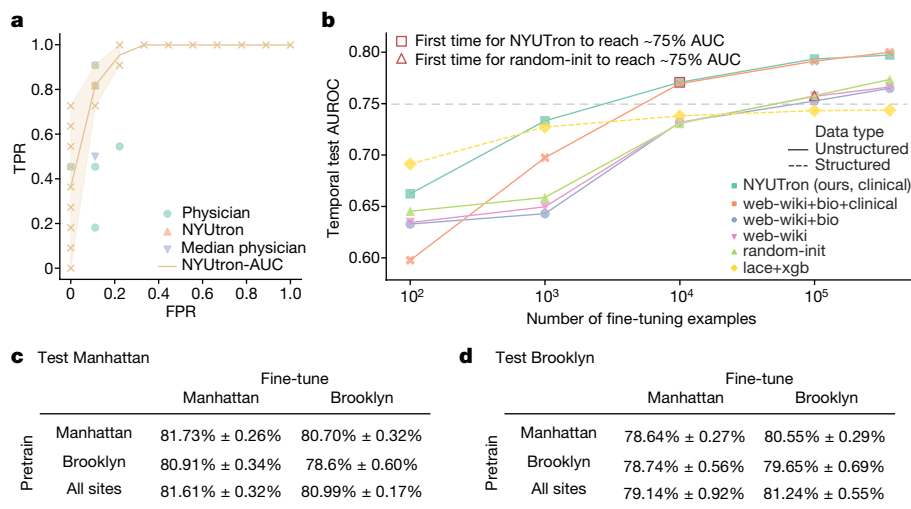 a
TPR
1.0
0.8
0.6
0.4
0.2
0
0 0.2 0.4 0.6 0.8 1.0
FPR
Physician
NYUtron
Median physician
NYUtron-AUC
b
First time for NYUTron to reach ~75% AUC
First time for random-init to reach ~75% AUC
Temporal test AUROC
0.80
0.75
0.70
0.65
0.60
10² 10³ 10⁴ 10⁵
Number of fine-tuning examples
Data type
Unstructured
Structured
NYUTron (ours, clinical)
web-wiki+bio+clinical
web-wiki+bio
web-wiki
random-init
lace+xgb
c Test Manhattan
Fine-tune
Manhattan Brooklyn
Pretrain
Manhattan 81.73% ± 0.26% 80.70% ± 0.32%
Brooklyn 80.91% ± 0.34% 78.6% ± 0.60%
All sites 81.61% ± 0.32% 80.99% ± 0.17%
d Test Brooklyn
Fine-tune
Manhattan Brooklyn
Pretrain
Manhattan 78.64% ± 0.27% 80.55% ± 0.29%
Brooklyn 78.74% ± 0.56% 79.65% ± 0.69%
All sites 79.14% ± 0.92% 81.24% ± 0.55%